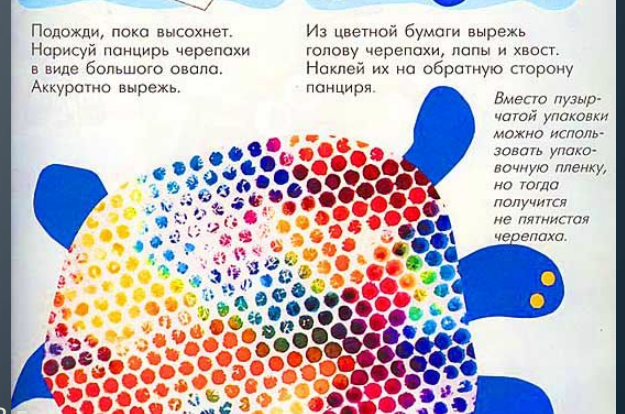 Подожди, пока высохнет.
Нарисуй панцирь черепахи
в виде большого овала.
Аккуратно вырежь.
Из цветной бумаги вырежь
голову черепахи, лапы и хвост.
Наклей их на обратную сторону
панциря.
Вместо пузыр-
чатой упаковки
можно исполь-
зовать упако-
вочную пленку,
но тогда
получится
не пятнистая
черепаха.